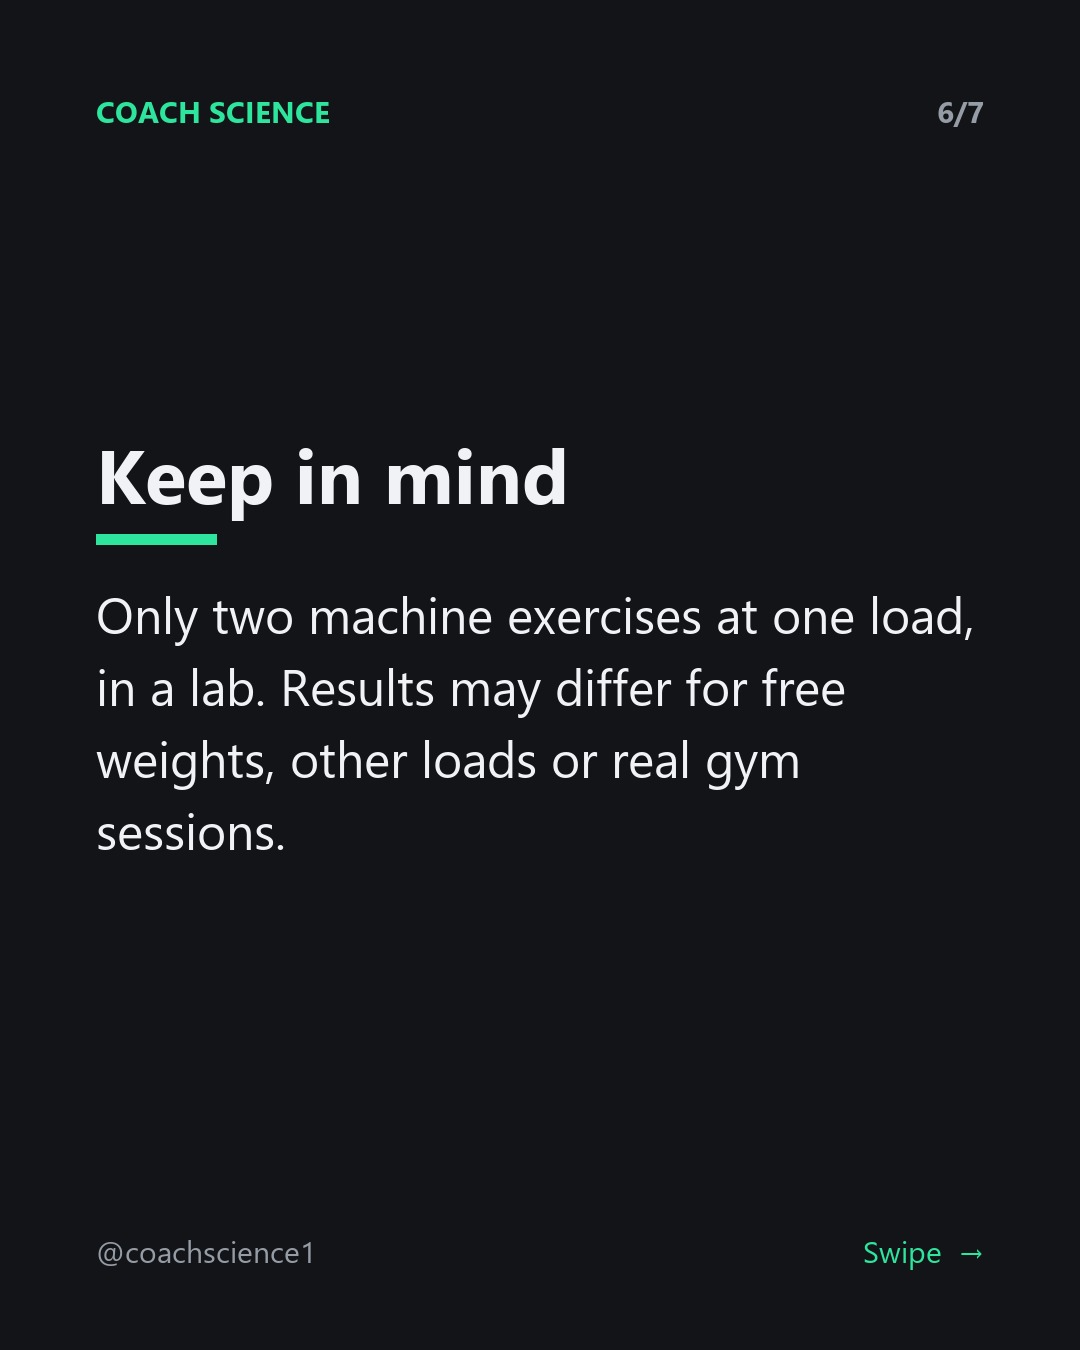 COACH SCIENCE
6/7
Keep in mind
Only two machine exercises at one load,
in a lab. Results may differ for free
weights, other loads or real gym
sessions.
@coachscience1
Swipe →